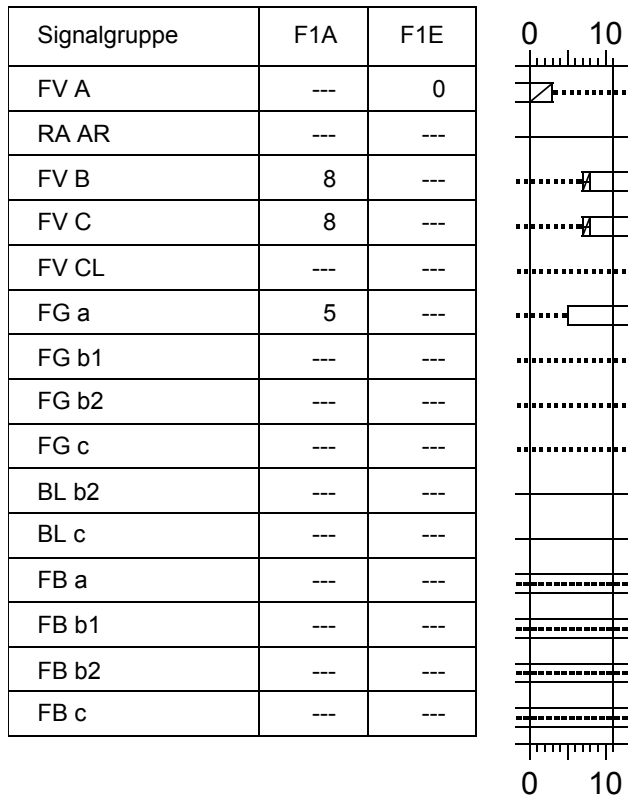 Signalgruppe F1A F1E 0 10
FV A --- 0
RA AR --- ---
FV B 8 ---
FV C 8 ---
FV CL --- ---
FG a 5 ---
FG b1 --- ---
FG b2 --- ---
FG c --- ---
BL b2 --- ---
BL c --- ---
FB a --- ---
FB b1 --- ---
FB b2 --- ---
FB c --- ---
0 10